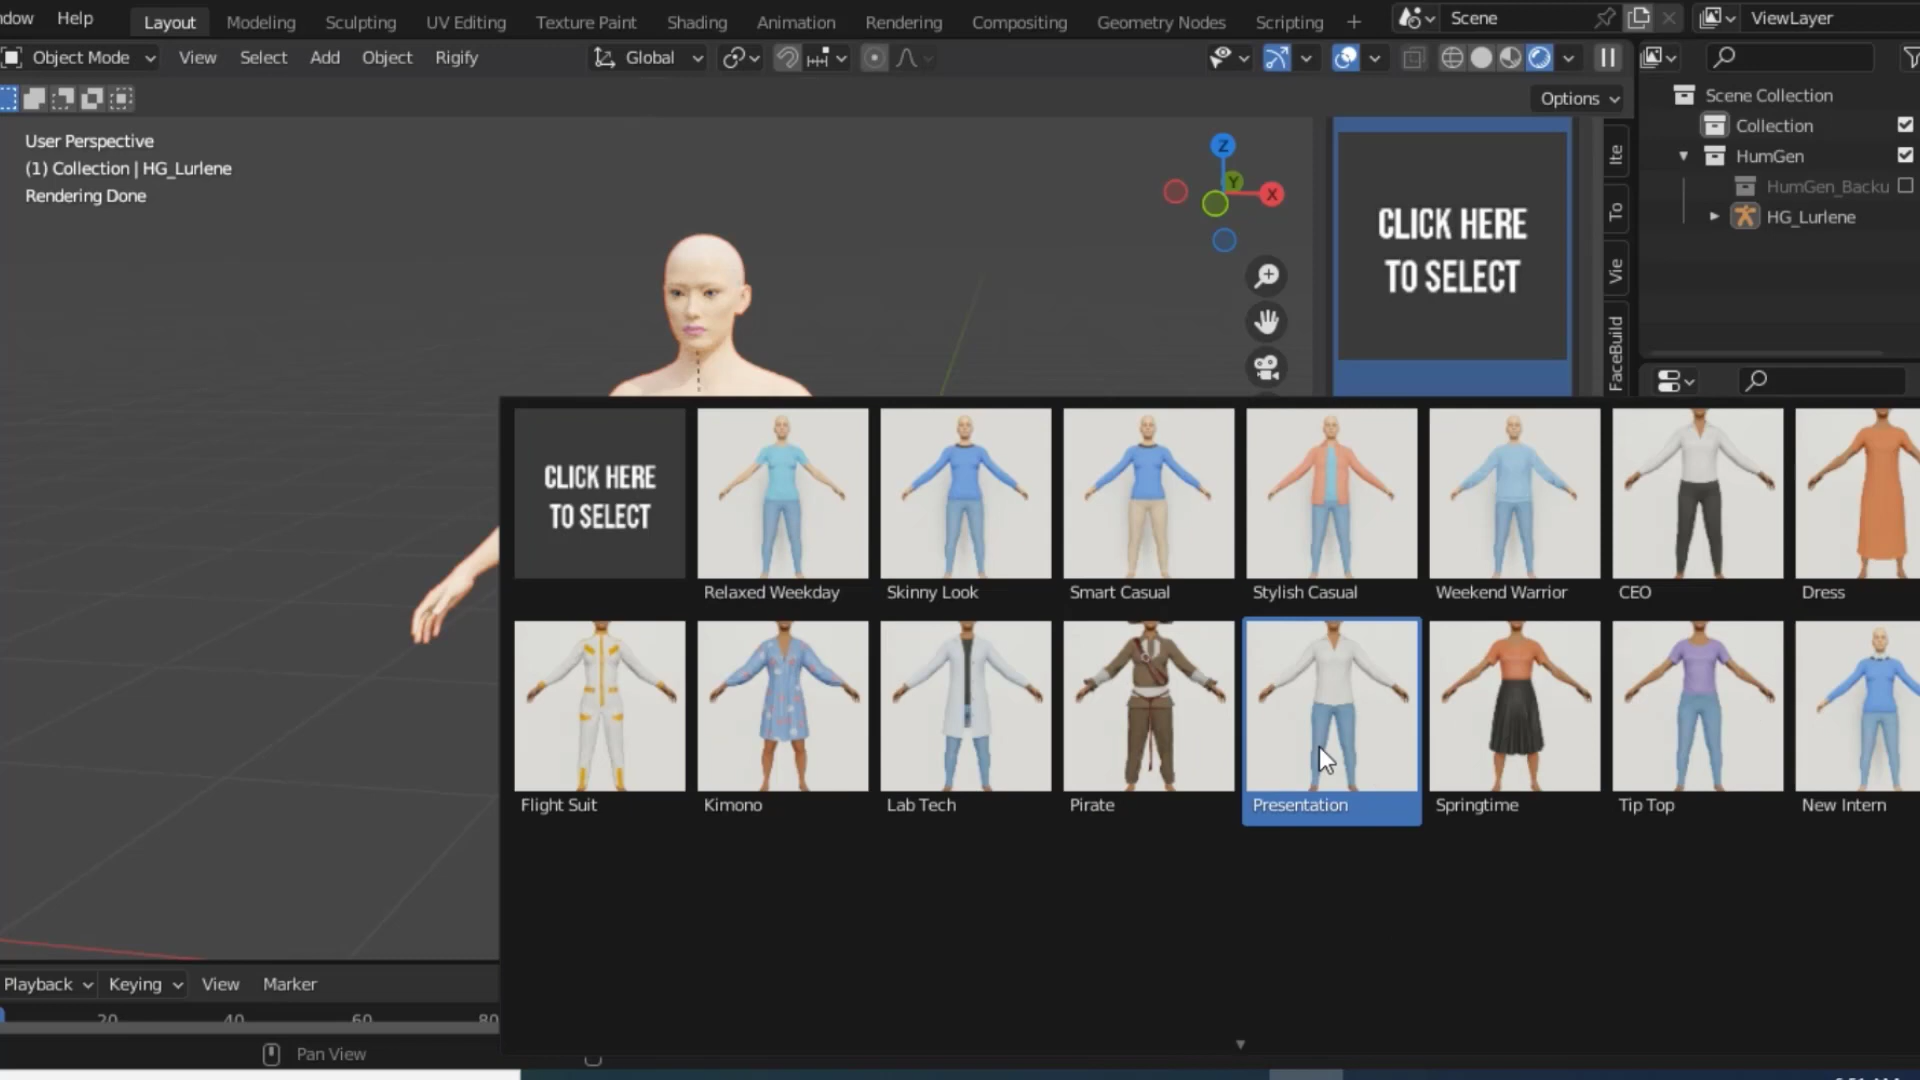 ndow Help Layout Modeling Sculpting UV Editing Texture Paint Shading Animation Rendering Compositing Geometry Nodes Scripting + Scene ViewLayer
Object Mode View Select Add Object Rigify Global
Options
User Perspective
(1) Collection | HG_Lurlene
Rendering Done
Z
Y
X
CLICK HERE
TO SELECT
Ite
To
Vie
FaceBuild
Scene Collection
Collection
HumGen
HumGen_Backu
HG_Lurlene
CLICK HERE
TO SELECT
Relaxed Weekday Skinny Look Smart Casual Stylish Casual Weekend Warrior CEO Dress
Flight Suit Kimono Lab Tech Pirate Presentation Springtime Tip Top New Intern
Playback Keying View Marker
20 40 60 80
Pan View